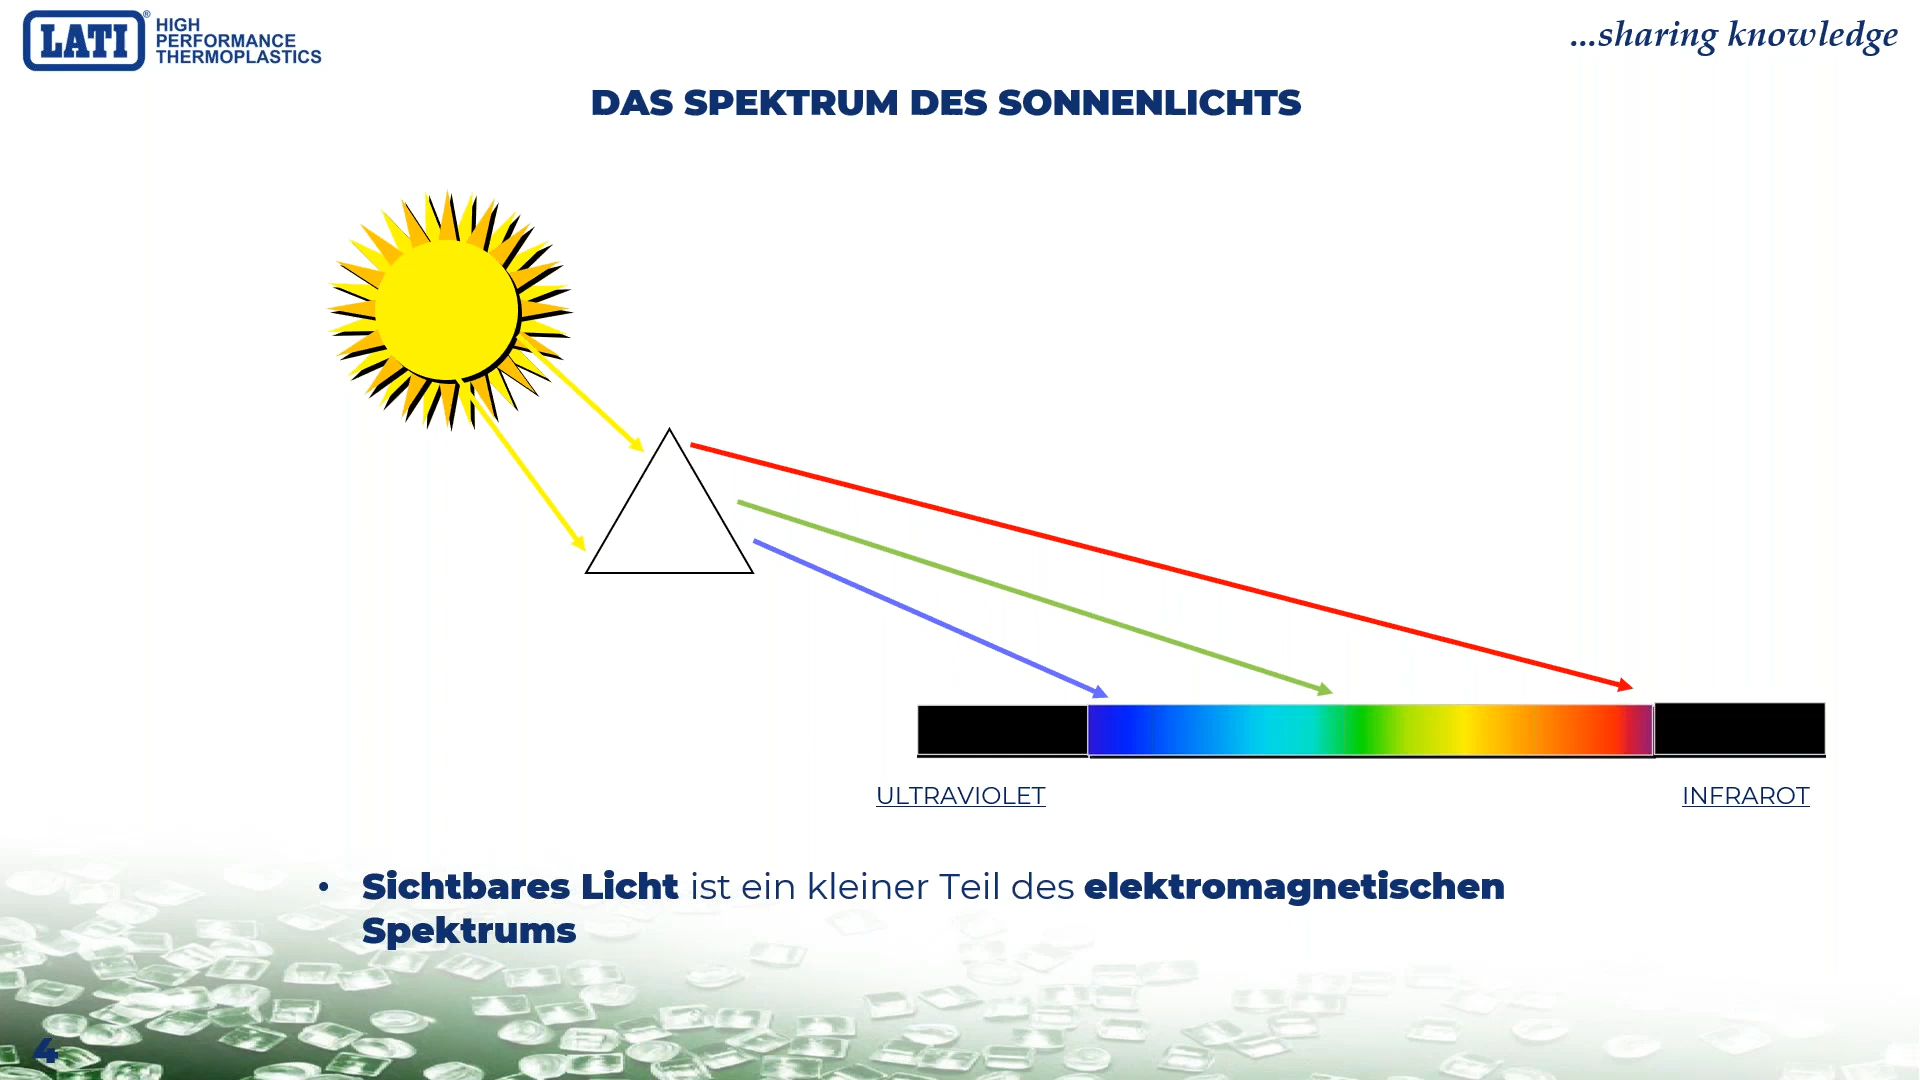 LATI® HIGH
PERFORMANCE
THERMOPLASTICS
...sharing knowledge
DAS SPEKTRUM DES SONNENLICHTS
ULTRAVIOLET
INFRAROT
• Sichtbares Licht ist ein kleiner Teil des elektromagnetischen
Spektrums
4